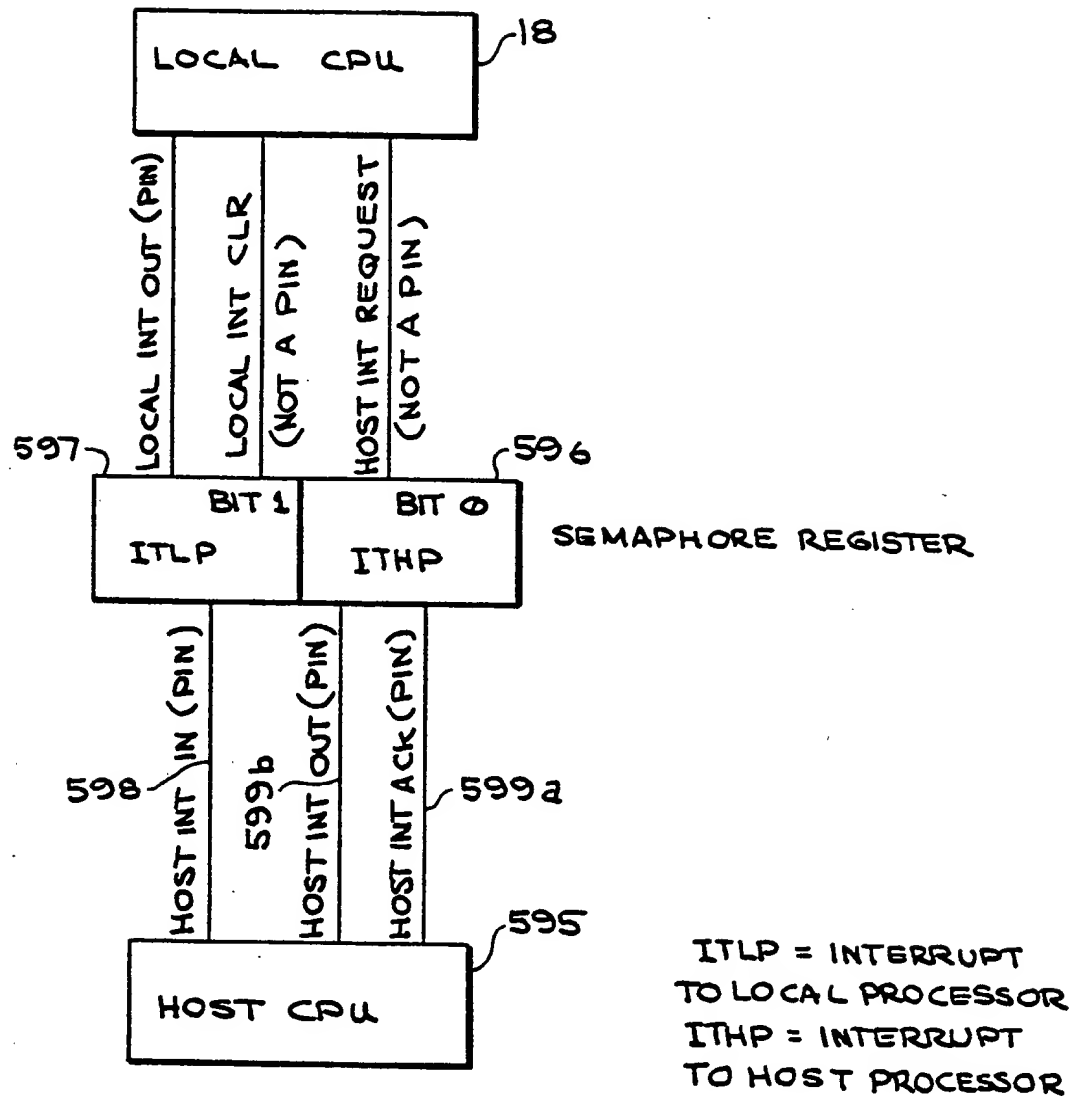 LOCAL CPU
18
LOCAL INT OUT (PIN)
LOCAL INT CLR
(NOT A PIN)
HOST INT REQUEST
(NOT A PIN)
597
596
BIT 1
ITLP
BIT 0
ITHP
SEMAPHORE REGISTER
HOST INT IN (PIN)
598
HOST INT OUT (PIN)
599b
HOST INT ACK (PIN)
599a
595
HOST CPU
ITLP = INTERRUPT
TO LOCAL PROCESSOR
ITHP = INTERRUPT
TO HOST PROCESSOR